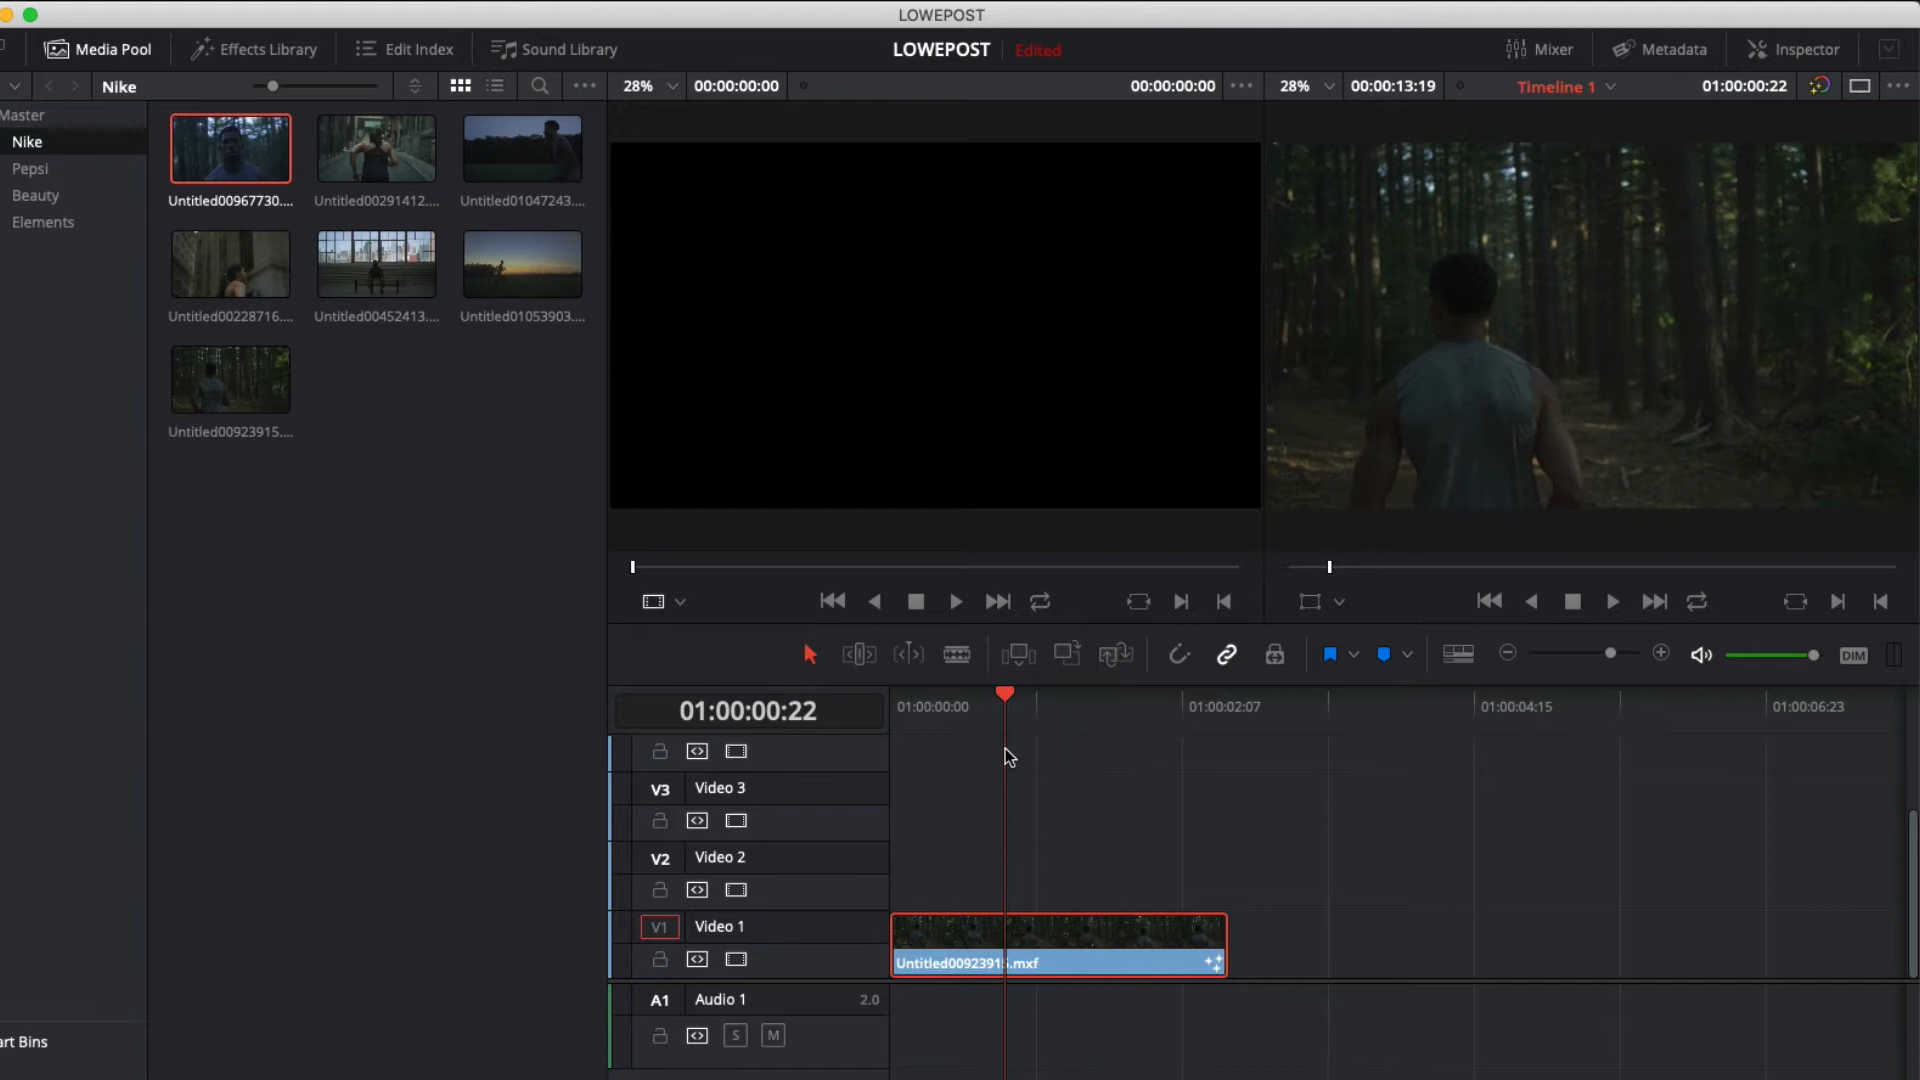 LOWEPOST
Media Pool
Effects Library
Edit Index
Sound Library
LOWEPOST
Edited
Mixer
Metadata
Inspector
Nike
28%
00:00:00:00
00:00:00:00
28%
00:00:13:19
Timeline 1
01:00:00:22
Master
Nike
Pepsi
Beauty
Elements
Untitled00967730....
Untitled00291412....
Untitled01047243....
Untitled00228716....
Untitled00452413....
Untitled01053903....
Untitled00923915....
DIM
01:00:00:22
01:00:00:00
01:00:02:07
01:00:04:15
01:00:06:23
V3 Video 3
V2 Video 2
V1 Video 1
Untitled00923915.mxf
A1 Audio 1 2.0
S M
art Bins